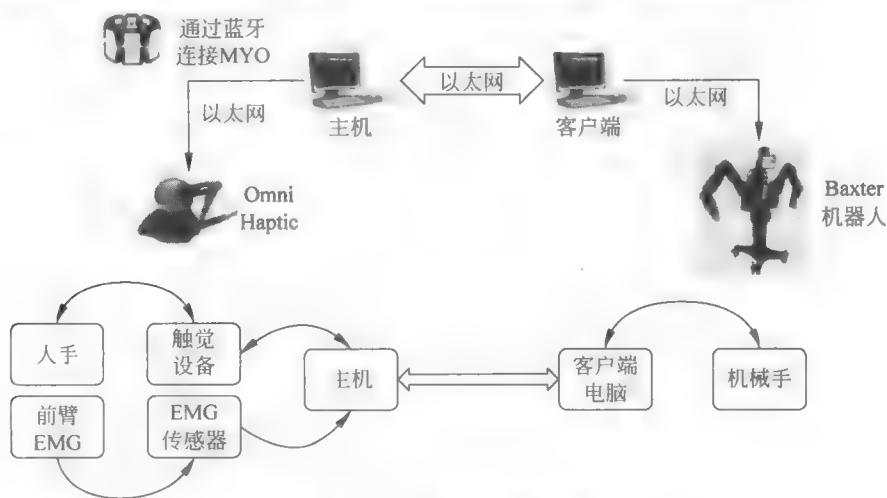 通过蓝牙
连接MYO
以太网
主机
以太网
客户端
以太网
Omni
Haptic
Baxter
机器人
人手
触觉
设备
主机
客户端
电脑
机械手
前臂
EMG
EMG
传感器